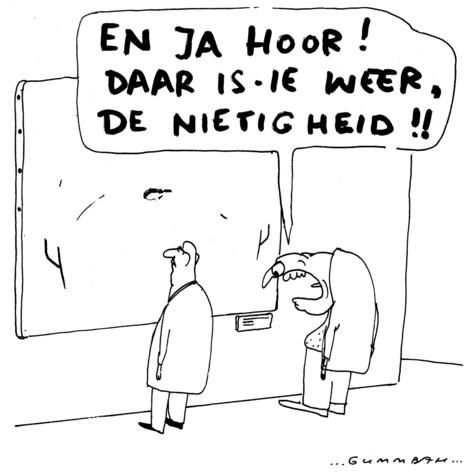 EN JA HOOR!
DAAR IS-IE WEER,
DE NIETIGHEID!!
...GUMMBAH...